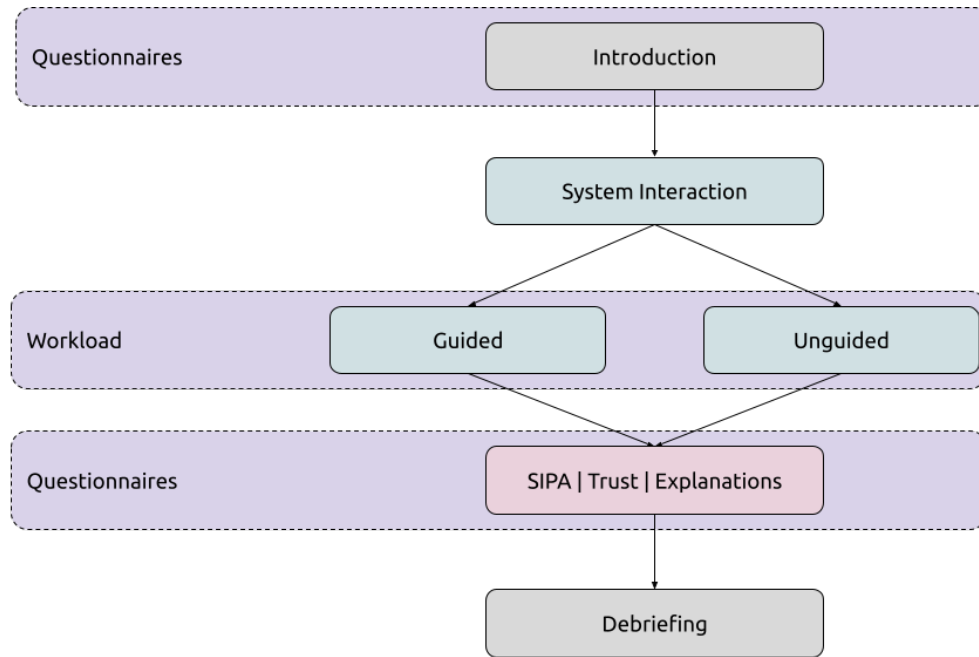 Questionnaires
Introduction
System Interaction
Workload
Guided
Unguided
Questionnaires
SIPA | Trust | Explanations
Debriefing